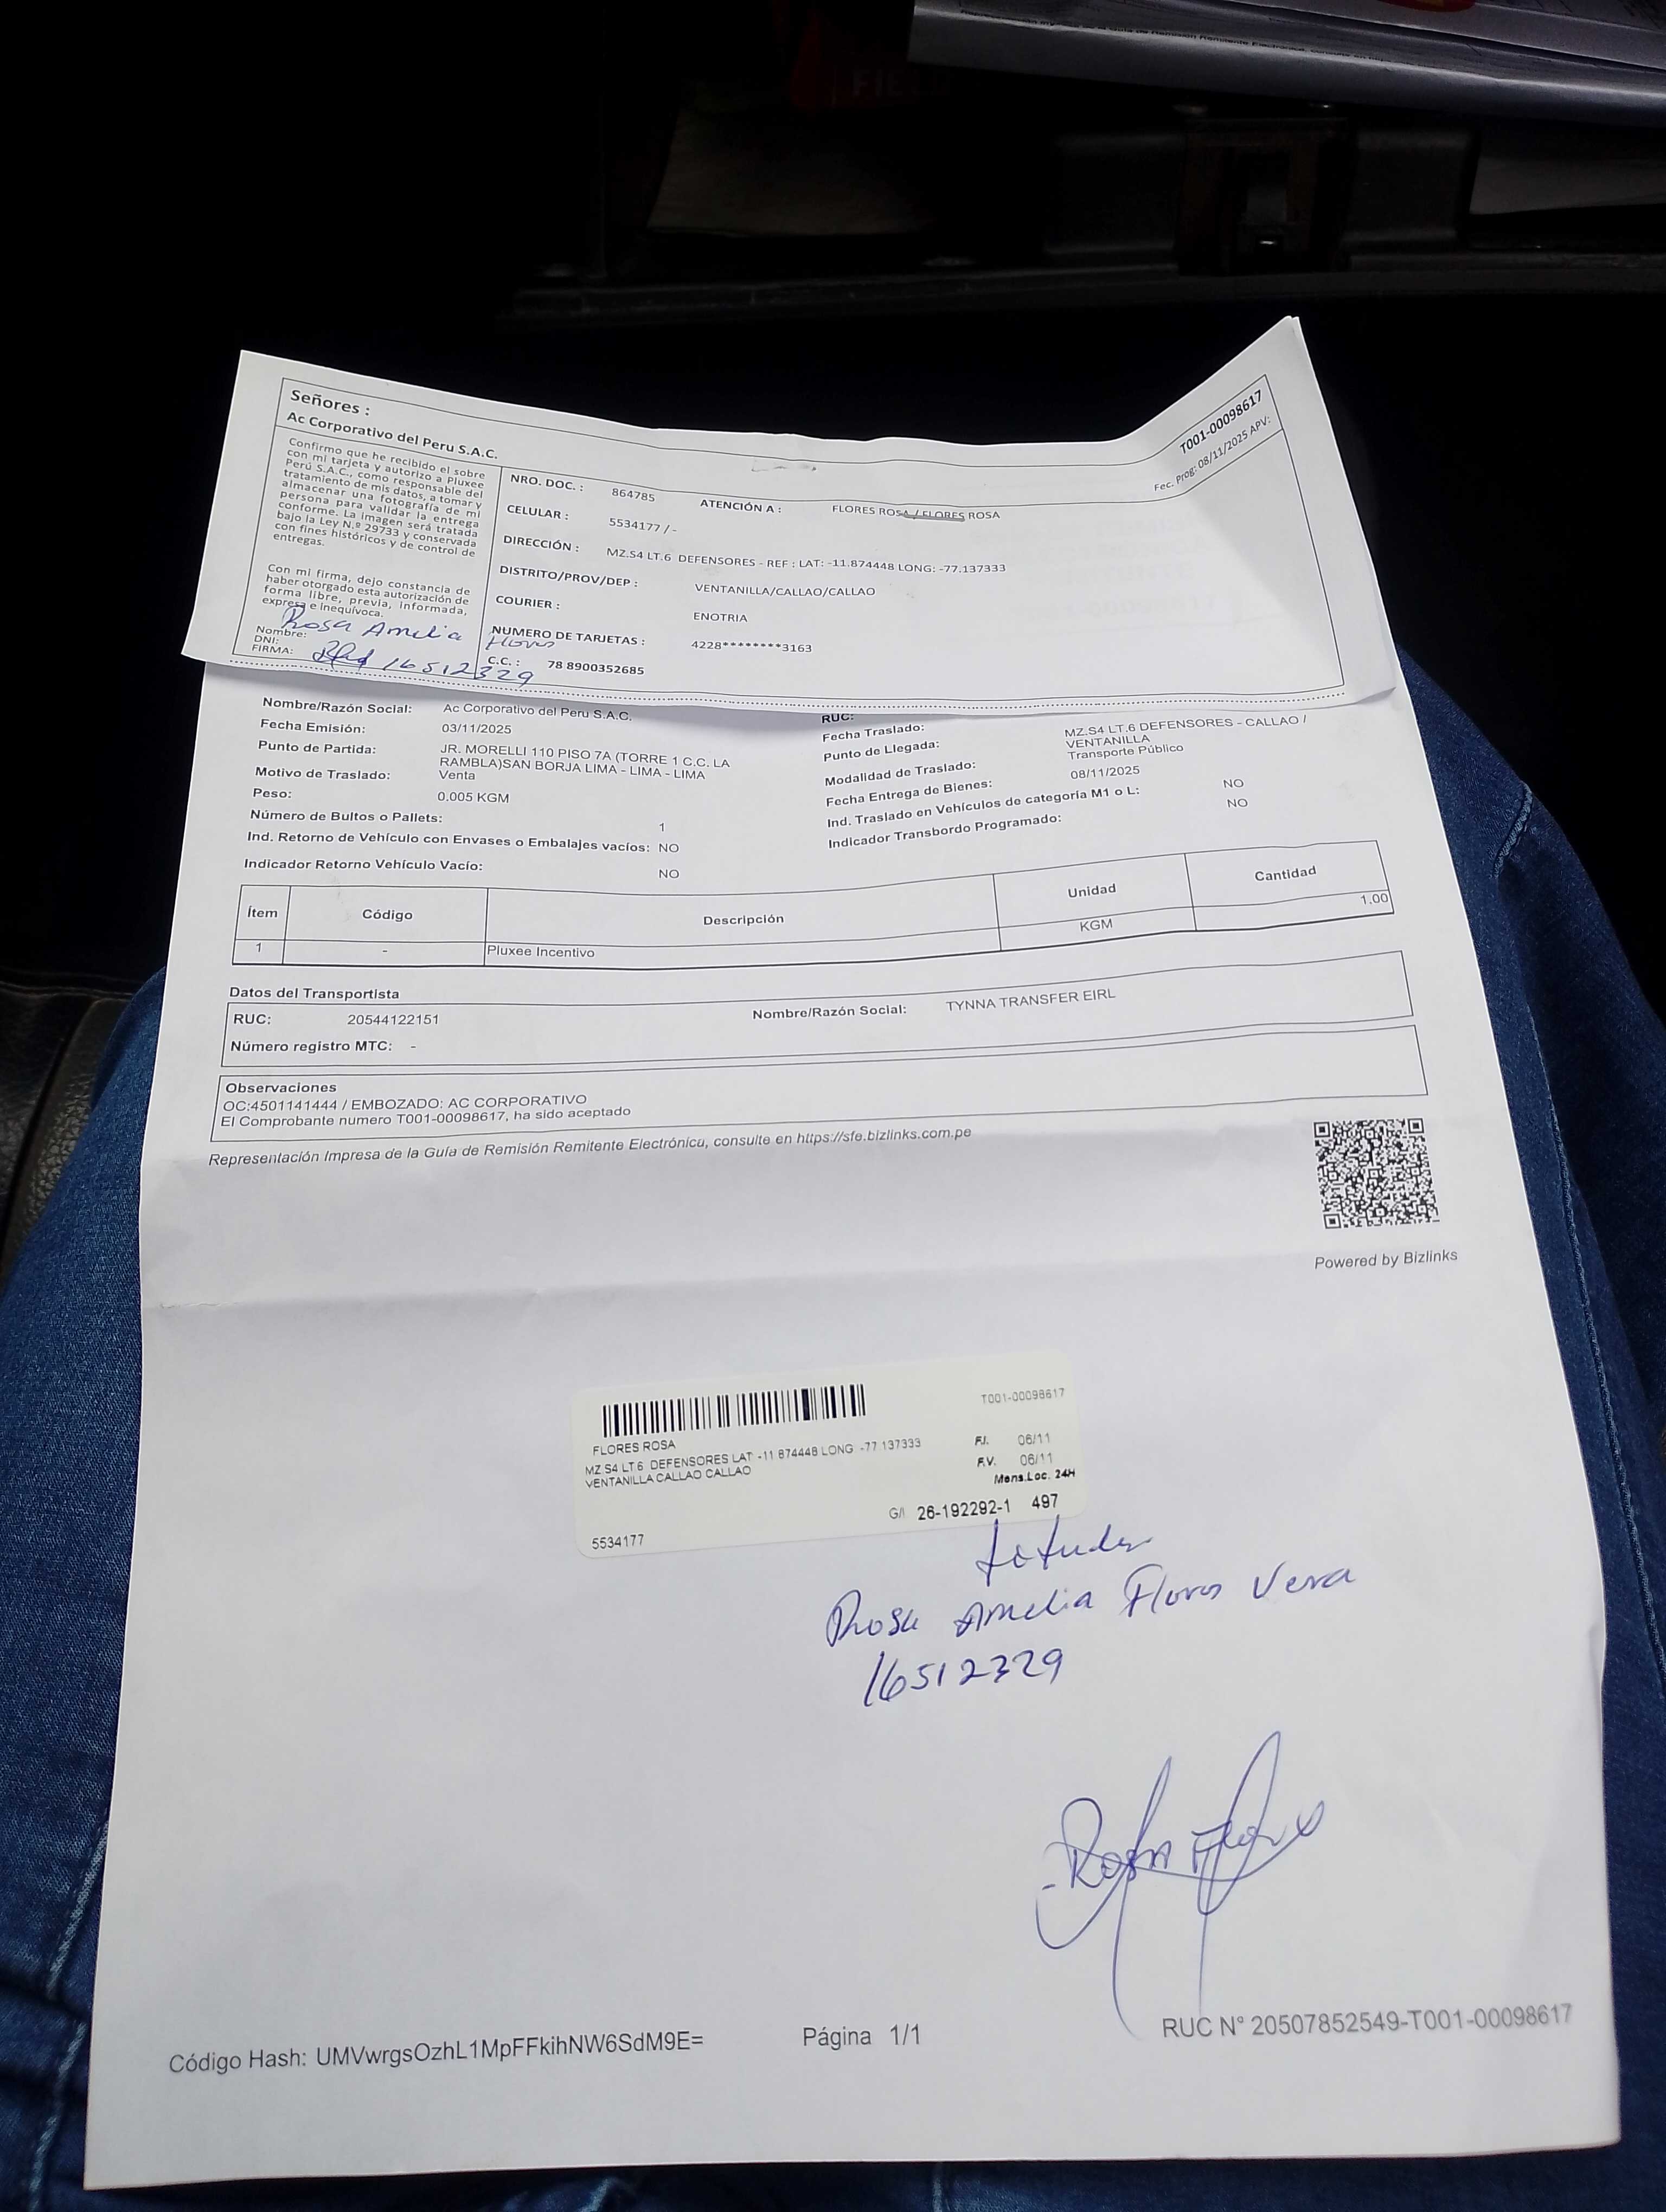 Señores :
Ac Corporativo del Peru S.A.C.
T001-00098617
Fec. Prog: 08/11/2025 APV:
Confirmo que he recibido el sobre
con mi tarjeta y autorizo a Pluxee
Perú S.A.C., como responsable del
tratamiento de mis datos, a tomar y
almacenar una fotografía de mi
persona para validar la entrega
conforme. La imagen será tratada
bajo la Ley N.º 29733 y conservada
con fines históricos y de control de
entregas.
Con mi firma, dejo constancia de
haber otorgado esta autorización de
forma libre, previa, informada,
expresa e inequívoca.
Nombre: Rosa Amelia Flores
DNI:
FIRMA: 16512329
NRO. DOC. : 864785 ATENCIÓN A : FLORES ROSA / FLORES ROSA
CELULAR : 5534177 / -
DIRECCIÓN : MZ.S4 LT.6 DEFENSORES - REF : LAT: -11.874448 LONG: -77.137333
DISTRITO/PROV/DEP : VENTANILLA/CALLAO/CALLAO
COURIER : ENOTRIA
NUMERO DE TARJETAS : 4228********3163
C.C. : 78 8900352685
Nombre/Razón Social: Ac Corporativo del Peru S.A.C. RUC:
Fecha Emisión: 03/11/2025 Fecha Traslado:
Punto de Partida: JR. MORELLI 110 PISO 7A (TORRE 1 C.C. LA
RAMBLA)SAN BORJA LIMA - LIMA - LIMA
Punto de Llegada: MZ.S4 LT.6 DEFENSORES - CALLAO /
VENTANILLA
Motivo de Traslado: Venta Modalidad de Traslado: Transporte Público
Peso: 0.005 KGM Fecha Entrega de Bienes: 08/11/2025
Número de Bultos o Pallets: 1 Ind. Traslado en Vehículos de categoría M1 o L: NO
Ind. Retorno de Vehículo con Envases o Embalajes vacíos: NO Indicador Transbordo Programado: NO
Indicador Retorno Vehículo Vacío: NO
Ítem Código Descripción Unidad Cantidad
1 - Pluxee Incentivo KGM 1.00
Datos del Transportista
RUC: 20544122151 Nombre/Razón Social: TYNNA TRANSFER EIRL
Número registro MTC: -
Observaciones
OC:4501141444 / EMBOZADO: AC CORPORATIVO
El Comprobante numero T001-00098617, ha sido aceptado
Representación Impresa de la Guía de Remisión Remitente Electrónica, consulte en https://sfe.bizlinks.com.pe
Powered by Bizlinks
T001-00098617
FLORES ROSA
MZ S4 LT 6 DEFENSORES LAT -11 874448 LONG -77 137333
VENTANILLA CALLAO CALLAO
F.I. 06/11
F.V. 06/11
Mens.Loc. 24H
G/I 26-192292-1 497
5534177
Rosa Amelia Flores Vera
16512329
Rosa Flores
Código Hash: UMVwrgsOzhL1MpFFkihNW6SdM9E= Página 1/1 RUC N° 20507852549-T001-00098617